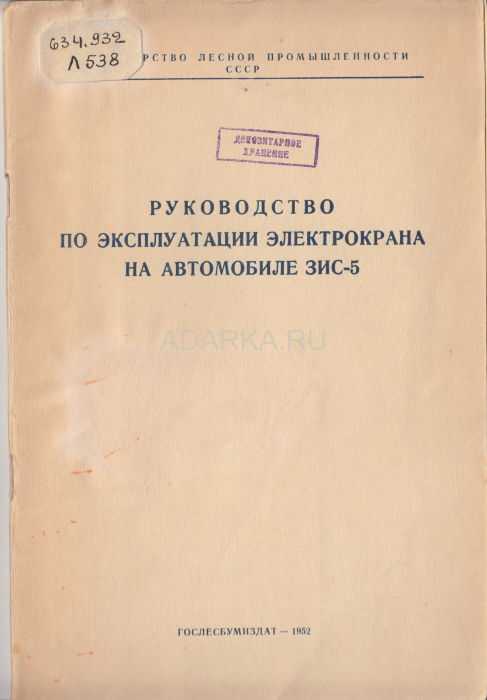 634.932
Л538
РСТВО ЛЕСНОЙ ПРОМЫШЛЕННОСТИ
СССР
ДЕПОЗИТАРНОЕ
ХРАНЕНИЕ
РУКОВОДСТВО
ПО ЭКСПЛУАТАЦИИ ЭЛЕКТРОКРАНА
НА АВТОМОБИЛЕ ЗИС-5
ADARKA.RU
ГОСЛЕСБУМИЗДАТ — 1952